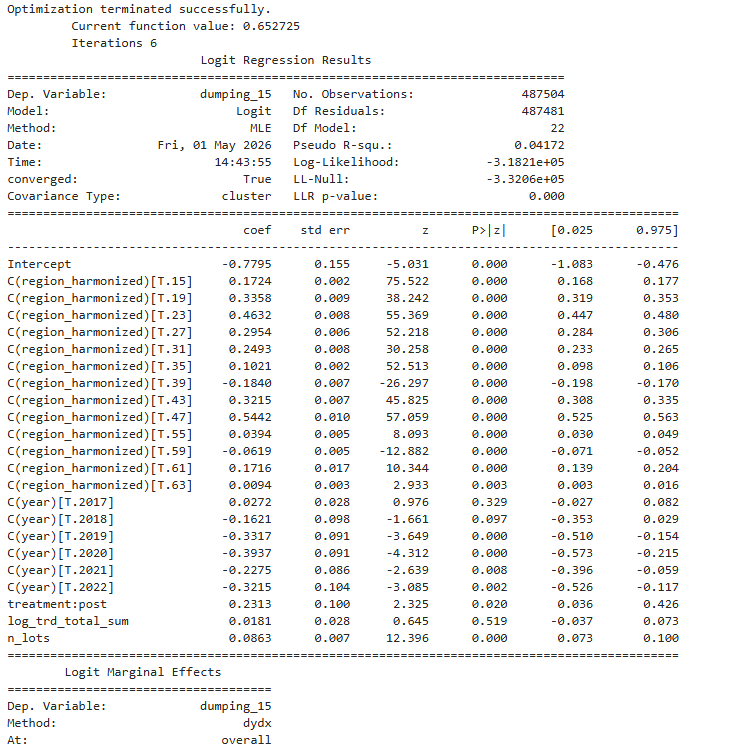 Optimization terminated successfully.
         Current function value: 0.652725
         Iterations 6
                           Logit Regression Results
==============================================================================
Dep. Variable:             dumping_15   No. Observations:               487504
Model:                          Logit   Df Residuals:                   487481
Method:                           MLE   Df Model:                           22
Date:                Fri, 01 May 2026   Pseudo R-squ.:                 0.04172
Time:                        14:43:55   Log-Likelihood:            -3.1821e+05
converged:                       True   LL-Null:                   -3.3206e+05
Covariance Type:              cluster   LLR p-value:                     0.000
==============================================================================================
                                 coef    std err          z      P>|z|      [0.025      0.975]
----------------------------------------------------------------------------------------------
Intercept                     -0.7795      0.155     -5.031      0.000      -1.083      -0.476
C(region_harmonized)[T.15]     0.1724      0.002     75.522      0.000       0.168       0.177
C(region_harmonized)[T.19]     0.3358      0.009     38.242      0.000       0.319       0.353
C(region_harmonized)[T.23]     0.4632      0.008     55.369      0.000       0.447       0.480
C(region_harmonized)[T.27]     0.2954      0.006     52.218      0.000       0.284       0.306
C(region_harmonized)[T.31]     0.2493      0.008     30.258      0.000       0.233       0.265
C(region_harmonized)[T.35]     0.1021      0.002     52.513      0.000       0.098       0.106
C(region_harmonized)[T.39]    -0.1840      0.007    -26.297      0.000      -0.198      -0.170
C(region_harmonized)[T.43]     0.3215      0.007     45.825      0.000       0.308       0.335
C(region_harmonized)[T.47]     0.5442      0.010     57.059      0.000       0.525       0.563
C(region_harmonized)[T.55]     0.0394      0.005      8.093      0.000       0.030       0.049
C(region_harmonized)[T.59]    -0.0619      0.005    -12.882      0.000      -0.071      -0.052
C(region_harmonized)[T.61]     0.1716      0.017     10.344      0.000       0.139       0.204
C(region_harmonized)[T.63]     0.0094      0.003      2.933      0.003       0.003       0.016
C(year)[T.2017]                0.0272      0.028      0.976      0.329      -0.027       0.082
C(year)[T.2018]               -0.1621      0.098     -1.661      0.097      -0.353       0.029
C(year)[T.2019]               -0.3317      0.091     -3.649      0.000      -0.510      -0.154
C(year)[T.2020]               -0.3937      0.091     -4.312      0.000      -0.573      -0.215
C(year)[T.2021]               -0.2275      0.086     -2.639      0.008      -0.396      -0.059
C(year)[T.2022]               -0.3215      0.104     -3.085      0.002      -0.526      -0.117
treatment:post                 0.2313      0.100      2.325      0.020       0.036       0.426
log_trd_total_sum              0.0181      0.028      0.645      0.519      -0.037       0.073
n_lots                         0.0863      0.007     12.396      0.000       0.073       0.100
==============================================================================================
        Logit Marginal Effects
=====================================
Dep. Variable:             dumping_15
Method:                          dydx
At:                           overall